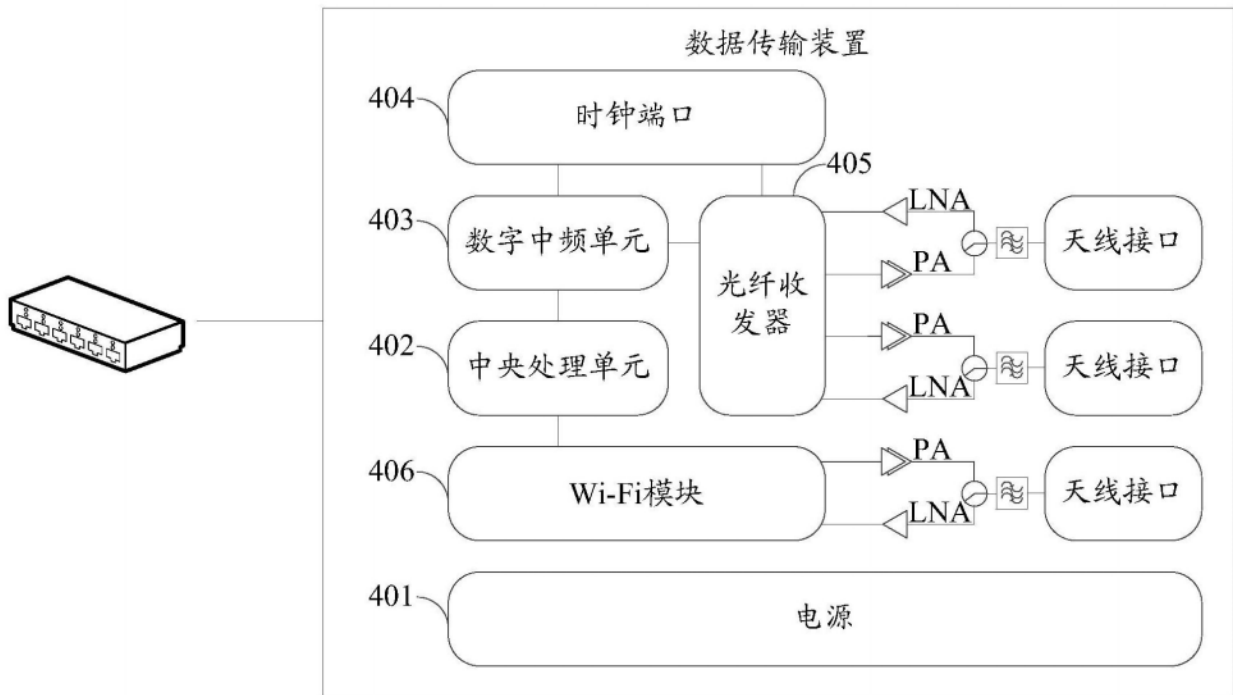 数据传输装置
404
时钟端口
405
LNA
403
数字中频单元
天线接口
PA
光纤收
发器
PA
402
中央处理单元
天线接口
LNA
PA
406
Wi-Fi模块
天线接口
LNA
401
电源